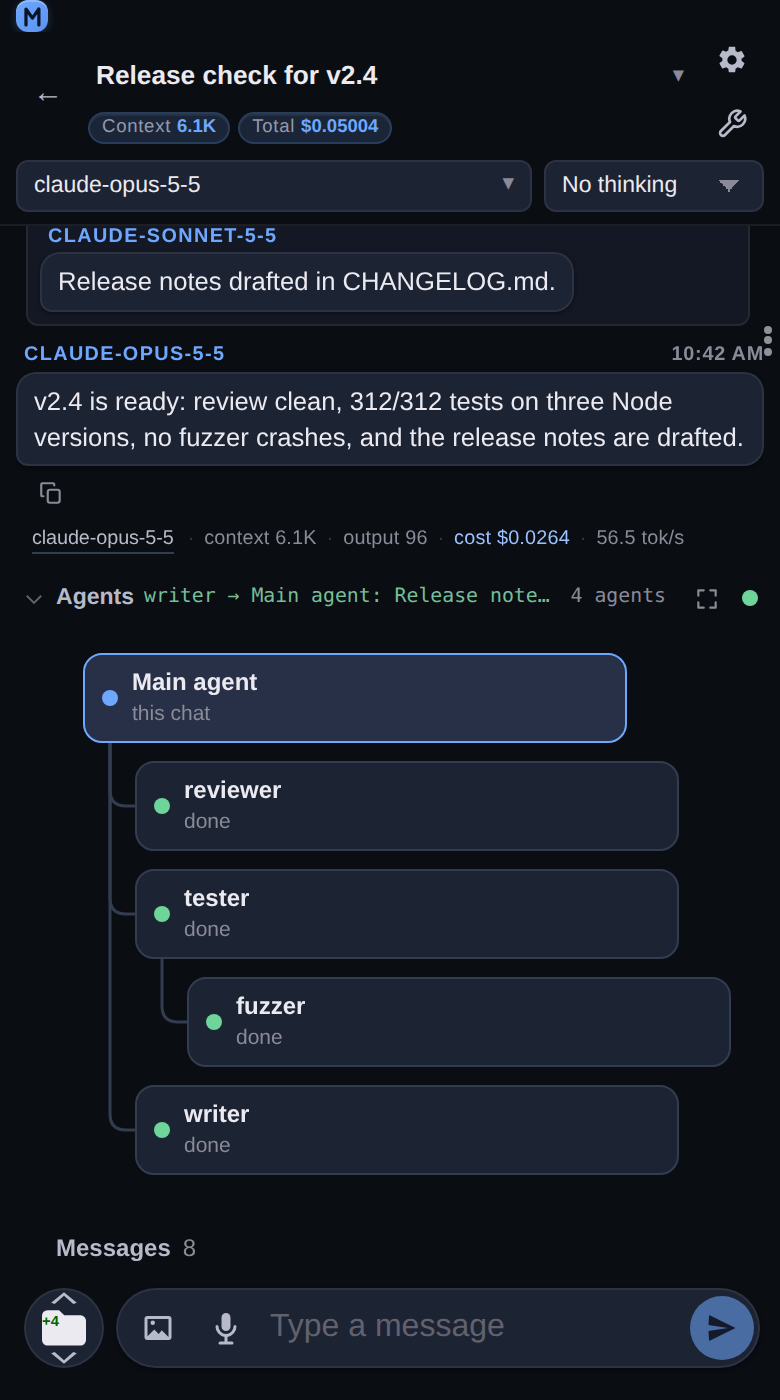 M
Release check for v2.4
▼
←
Context 6.1K
Total $0.05004
claude-opus-5-5 ▼
No thinking
CLAUDE-SONNET-5-5
Release notes drafted in CHANGELOG.md.
CLAUDE-OPUS-5-5
10:42 AM
v2.4 is ready: review clean, 312/312 tests on three Node
versions, no fuzzer crashes, and the release notes are drafted.
claude-opus-5-5 · context 6.1K · output 96 · cost $0.0264 · 56.5 tok/s
Agents writer → Main agent: Release note… 4 agents
Main agent
this chat
reviewer
done
tester
done
fuzzer
done
writer
done
Messages 8
+4
Type a message